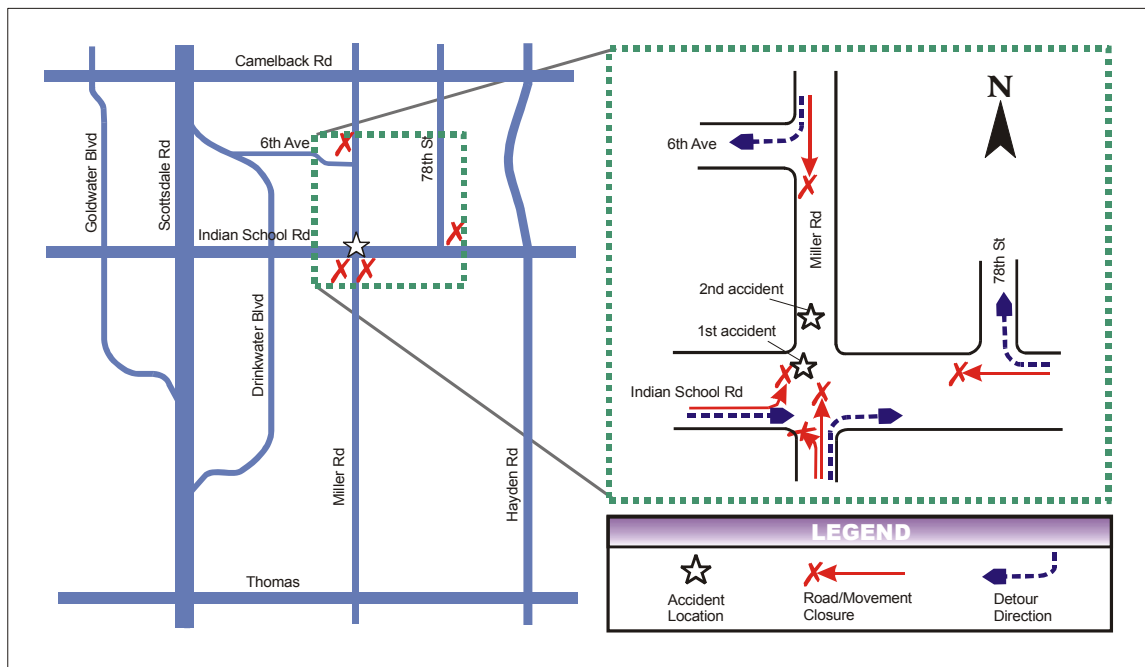 Camelback Rd
Goldwater Blvd
Scottsdale Rd
6th Ave
78th St
Indian School Rd
Drinkwater Blvd
Miller Rd
Hayden Rd
Thomas
N
6th Ave
Miller Rd
78th St
2nd accident
1st accident
Indian School Rd
LEGEND
Accident
Location
Road/Movement
Closure
Detour
Direction